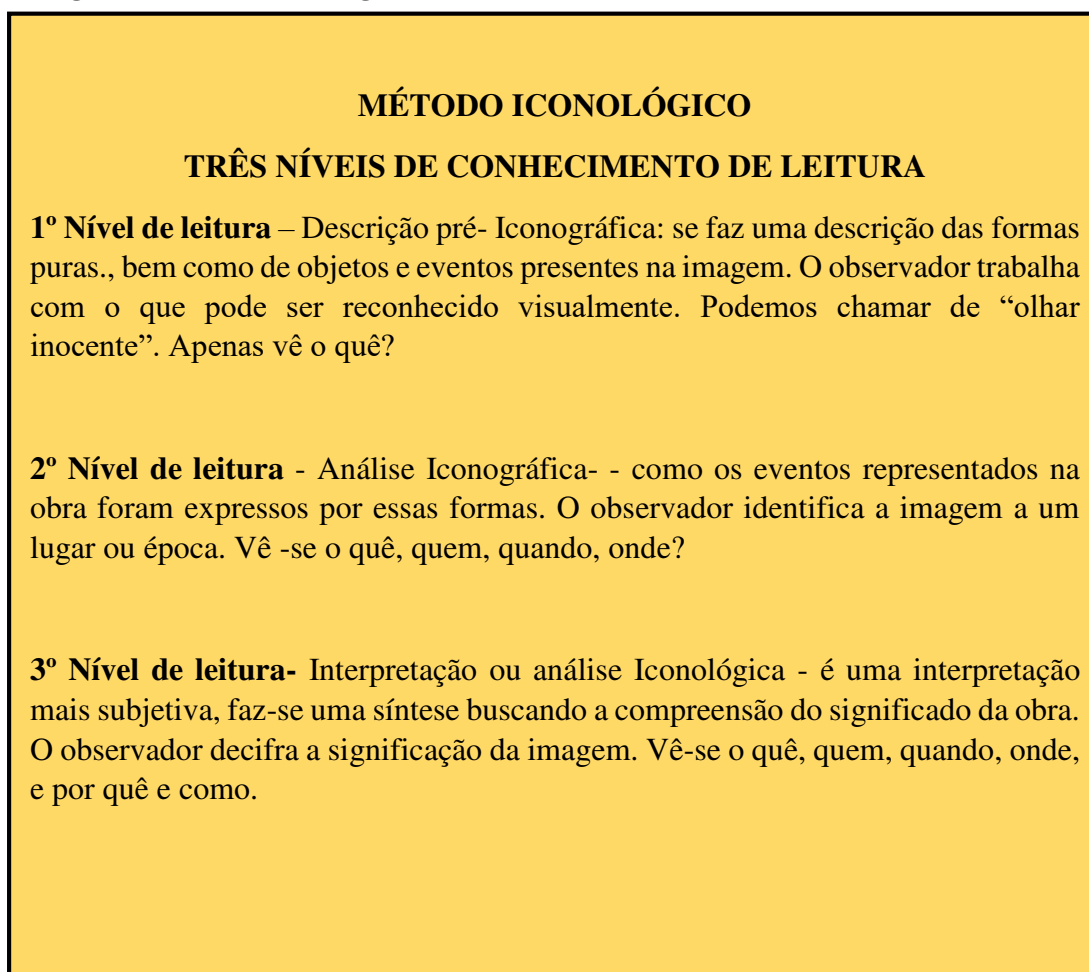 MÉTODO ICONOLÓGICO
TRÊS NÍVEIS DE CONHECIMENTO DE LEITURA
1º Nível de leitura – Descrição pré- Iconográfica: se faz uma descrição das formas
puras., bem como de objetos e eventos presentes na imagem. O observador trabalha
com o que pode ser reconhecido visualmente. Podemos chamar de “olhar
inocente”. Apenas vê o quê?
2º Nível de leitura - Análise Iconográfica- - como os eventos representados na
obra foram expressos por essas formas. O observador identifica a imagem a um
lugar ou época. Vê -se o quê, quem, quando, onde?
3º Nível de leitura- Interpretação ou análise Iconológica - é uma interpretação
mais subjetiva, faz-se uma síntese buscando a compreensão do significado da obra.
O observador decifra a significação da imagem. Vê-se o quê, quem, quando, onde,
e por quê e como.